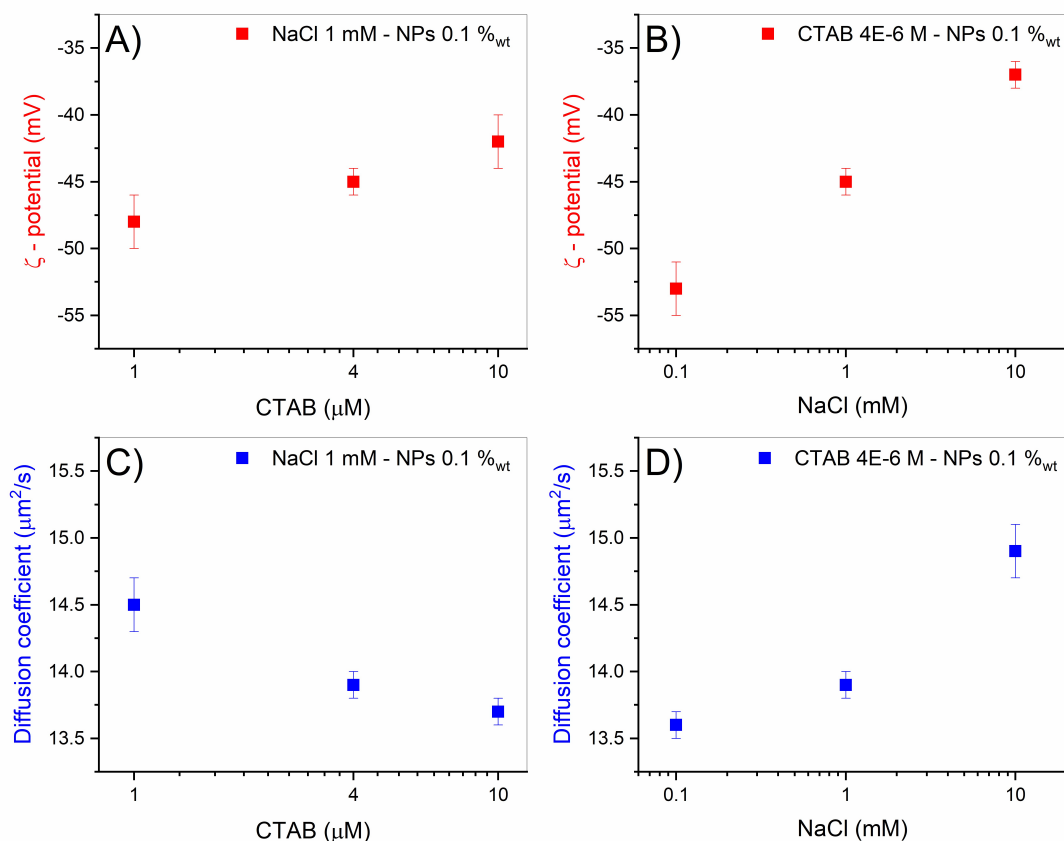 A)
NaCl 1 mM - NPs 0.1 %wt
-35
-40
-45
-50
-55
ζ - potential (mV)
1
4
10
CTAB (μM)
B)
CTAB 4E-6 M - NPs 0.1 %wt
-35
-40
-45
-50
-55
ζ - potential (mV)
0.1
1
10
NaCl (mM)
C)
NaCl 1 mM - NPs 0.1 %wt
15.5
15.0
14.5
14.0
13.5
Diffusion coefficient (μm²/s)
1
4
10
CTAB (μM)
D)
CTAB 4E-6 M - NPs 0.1 %wt
15.5
15.0
14.5
14.0
13.5
Diffusion coefficient (μm²/s)
0.1
1
10
NaCl (mM)